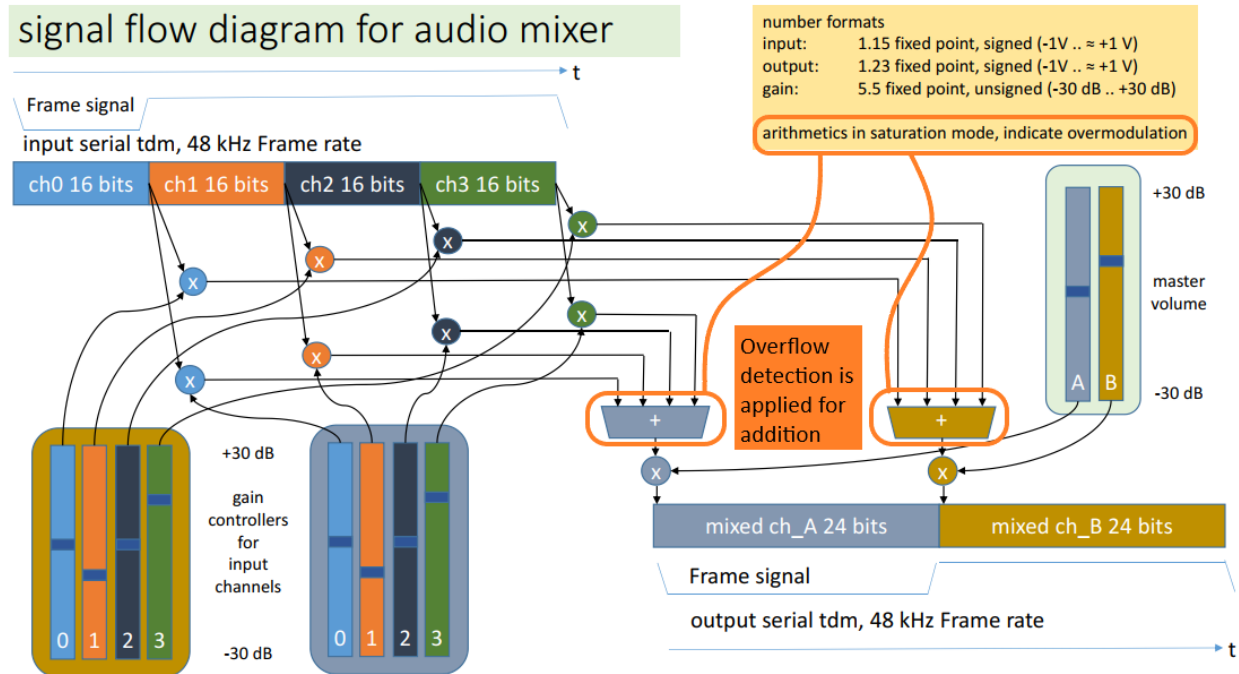 signal flow diagram for audio mixer
t
Frame signal
input serial tdm, 48 kHz Frame rate
ch0 16 bits
ch1 16 bits
ch2 16 bits
ch3 16 bits
number formats
input: 1.15 fixed point, signed (-1V .. ≈ +1 V)
output: 1.23 fixed point, signed (-1V .. ≈ +1 V)
gain: 5.5 fixed point, unsigned (-30 dB .. +30 dB)
arithmetics in saturation mode, indicate overmodulation
x
x
x
x
x
x
x
x
+30 dB
master
volume
-30 dB
A
B
Overflow
detection is
applied for
addition
+
+
x
x
+30 dB
gain
controllers
for
input
channels
-30 dB
0
1
2
3
0
1
2
3
mixed ch_A 24 bits
mixed ch_B 24 bits
Frame signal
output serial tdm, 48 kHz Frame rate
t